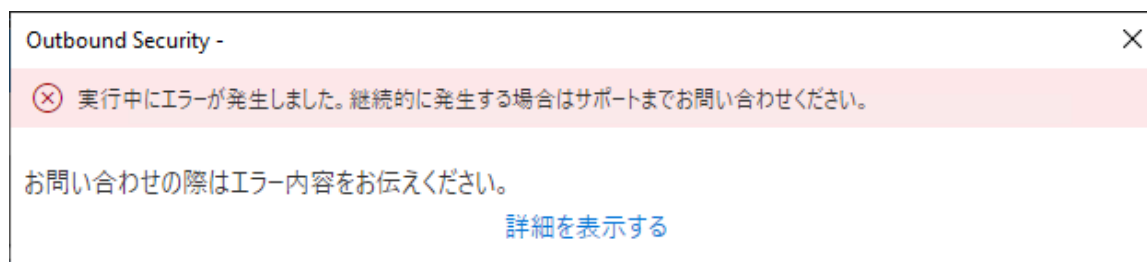 Outbound Security -
実行中にエラーが発生しました。継続的に発生する場合はサポートまでお問い合わせください。
お問い合わせの際はエラー内容をお伝えください。
詳細を表示する